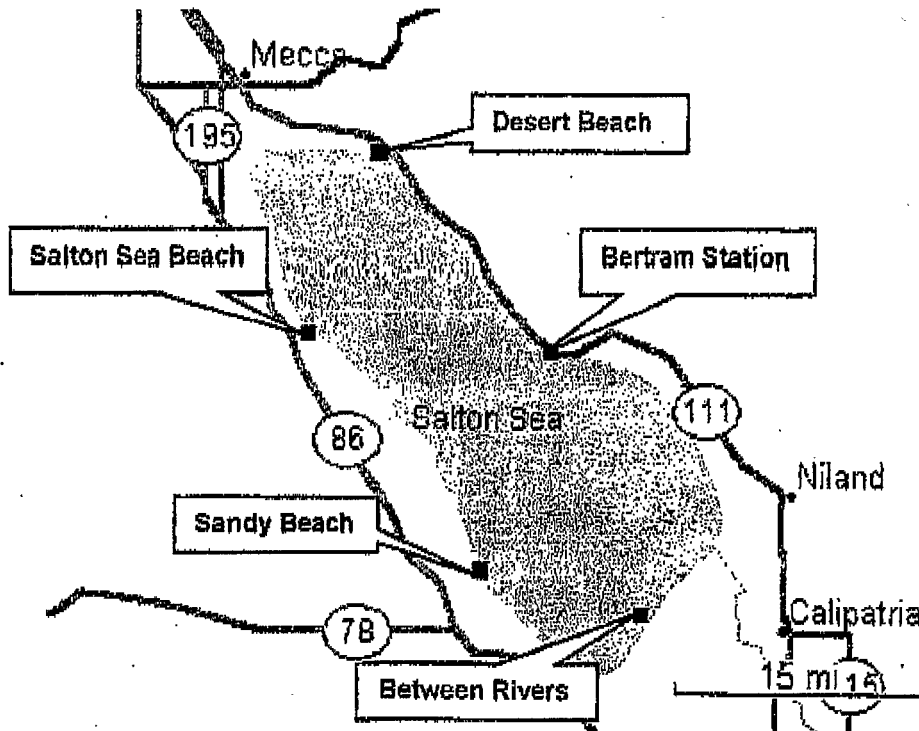 Mecca
Desert Beach
195
Salton Sea Beach
Bertram Station
Salton Sea
111
86
Niland
Sandy Beach
Calipatria
78
15 mi
Between Rivers